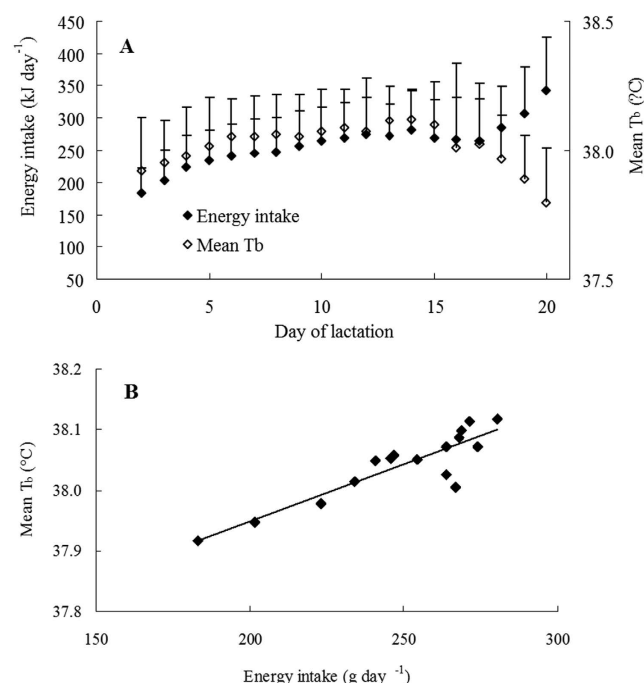 A
Energy intake (kJ day⁻¹)
450
400
350
300
250
200
150
100
50
38.5
38.0
37.5
Mean Tb (?C)
Energy intake
Mean Tb
0
5
10
15
20
Day of lactation
B
Mean Tb (°C)
38.2
38.1
38.0
37.9
37.8
150
200
250
300
Energy intake (g day ⁻¹)